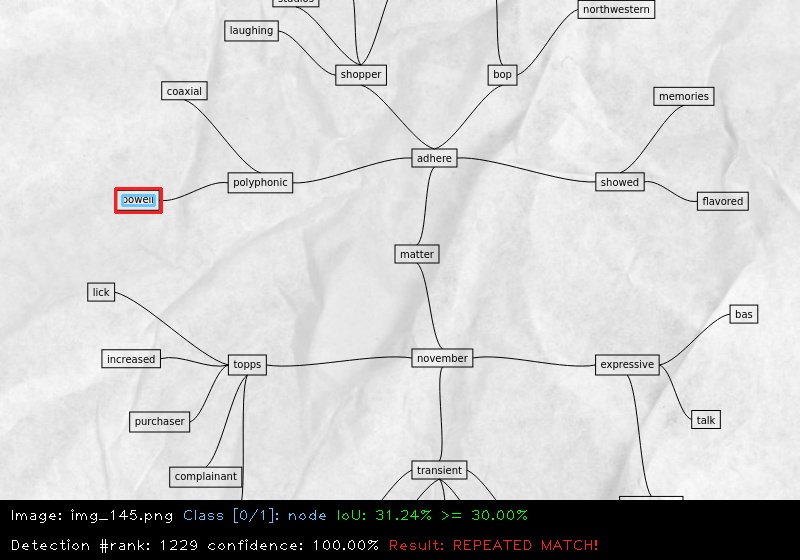 studios
northwestern
laughing
shopper
bop
coaxial
memories
adhere
polyphonic
showed
powell
flavored
matter
lick
bas
increased
topps
november
expressive
purchaser
talk
complainant
transient
Image: img_145.png Class [0/1]: node IoU: 31.24% >= 30.00%
Detection #rank: 1229 confidence: 100.00% Result: REPEATED MATCH!